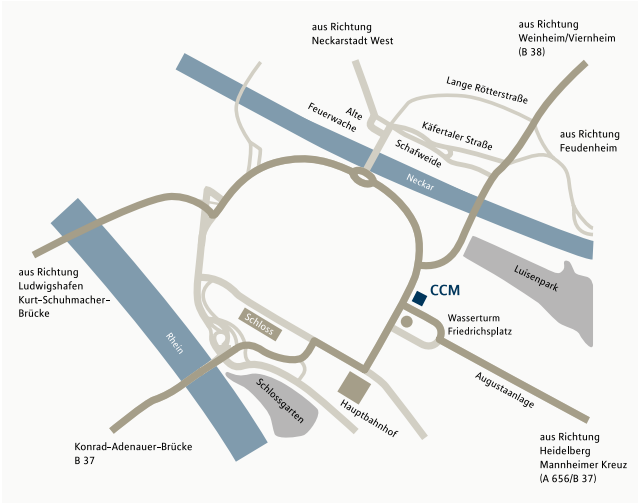 aus Richtung
Neckarstadt West
aus Richtung
Weinheim/Viernheim
(B 38)
Lange Rötterstraße
Alte
Feuerwache
Käfertaler Straße
Schafweide
aus Richtung
Feudenheim
Neckar
aus Richtung
Ludwigshafen
Kurt-Schuhmacher-
Brücke
Luisenpark
CCM
Schloss
Wasserturm
Friedrichsplatz
Rhein
Augustaanlage
Schlossgarten
Hauptbahnhof
Konrad-Adenauer-Brücke
B 37
aus Richtung
Heidelberg
Mannheimer Kreuz
(A 656/B 37)